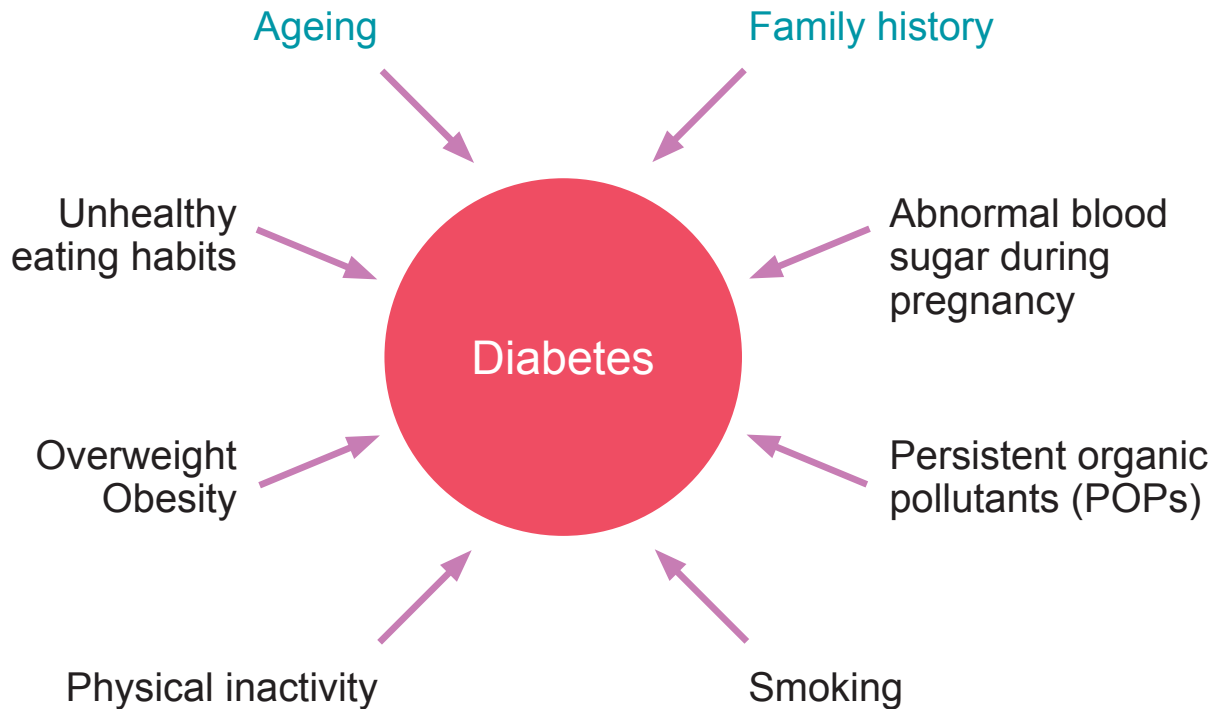 Ageing
Family history
Unhealthy
eating habits
Abnormal blood
sugar during
pregnancy
Diabetes
Overweight
Obesity
Persistent organic
pollutants (POPs)
Physical inactivity
Smoking